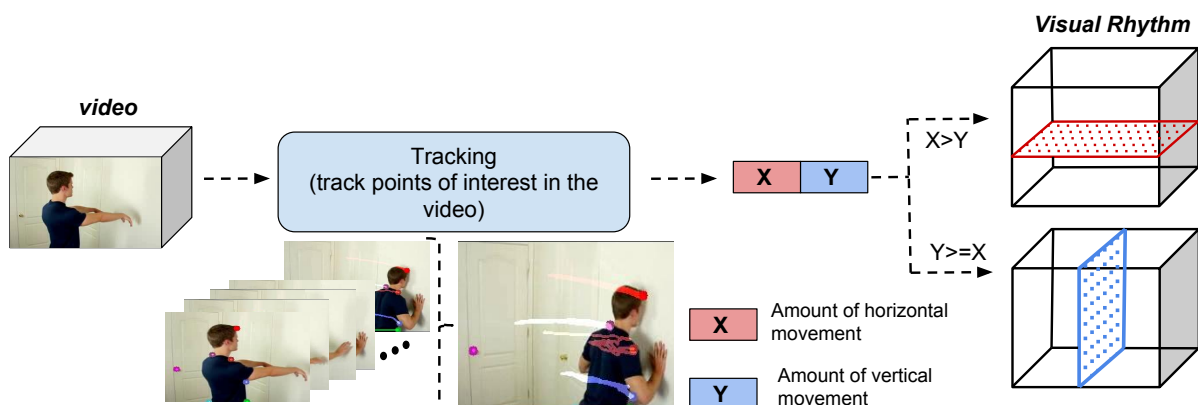 Visual Rhythm
video
Tracking
(track points of interest in the
video)
X
Y
X>Y
Y>=X
X
Amount of horizontal
movement
Y
Amount of vertical
movement